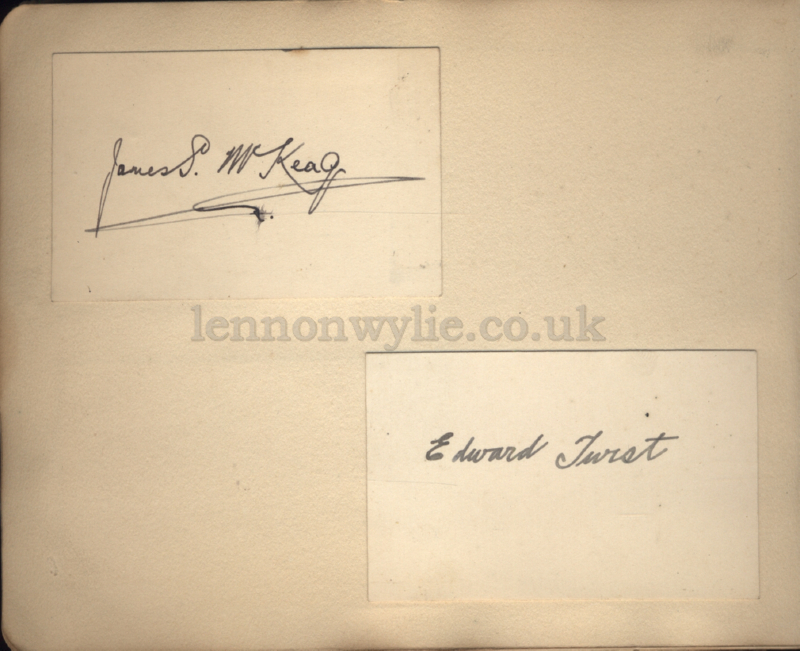 James S. McKeag
lennonwylie.co.uk
Edward Twist